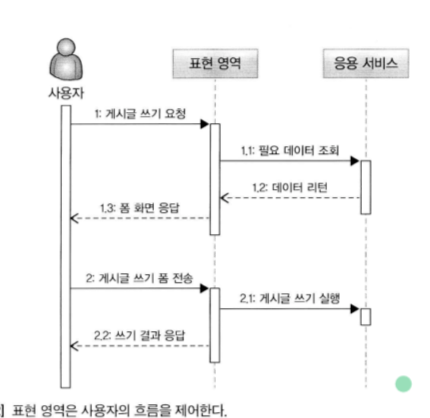 표현 영역
응용 서비스
사용자
1: 게시글 쓰기 요청
1.1: 필요 데이터 조회
1.2: 데이터 리턴
1.3: 폼 화면 응답
2: 게시글 쓰기 폼 전송
2.1: 게시글 쓰기 실행
2.2: 쓰기 결과 응답
] 표현 영역은 사용자의 흐름을 제어한다.